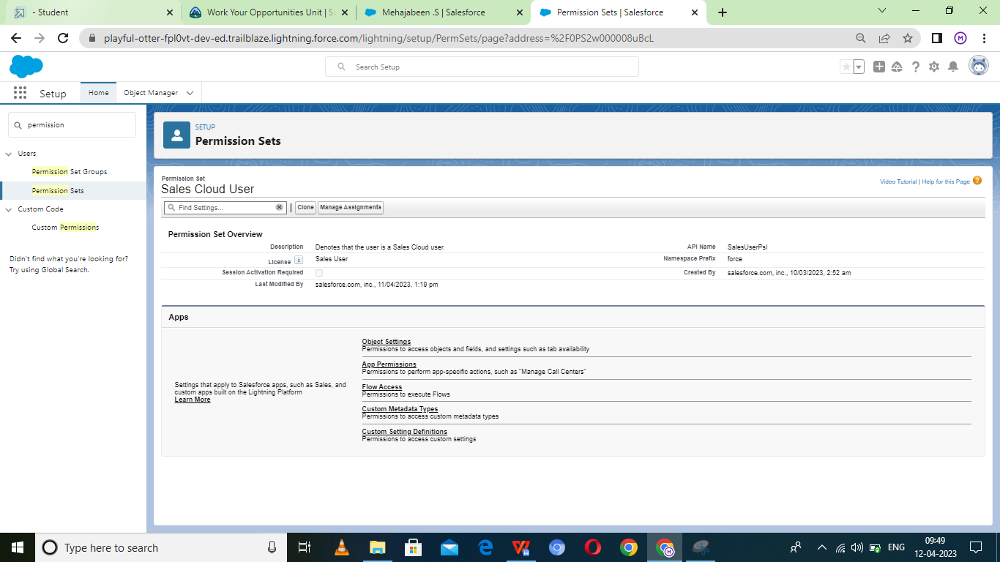 - Student
Work Your Opportunities Unit | S
Mehajabeen .S | Salesforce
Permission Sets | Salesforce
playful-otter-fpl0vt-dev-ed.trailblaze.lightning.force.com/lightning/setup/PermSets/page?address=%2F0PS2w000008uBcL
M
Search Setup
Setup
Home
Object Manager
permission
Users
Permission Set Groups
Permission Sets
Custom Code
Custom Permissions
Didn't find what you're looking for?
Try using Global Search.
SETUP
Permission Sets
Permission Set
Sales Cloud User
Video Tutorial | Help for this Page
Find Settings...
Clone
Manage Assignments
Permission Set Overview
Description Denotes that the user is a Sales Cloud user. API Name SalesUserPsl
License i Sales User Namespace Prefix force
Session Activation Required Created By salesforce.com, inc., 10/03/2023, 2:52 am
Last Modified By salesforce.com, inc., 11/04/2023, 1:19 pm
Apps
Settings that apply to Salesforce apps, such as Sales, and
custom apps built on the Lightning Platform
Learn More
Object Settings
Permissions to access objects and fields, and settings such as tab availability
App Permissions
Permissions to perform app-specific actions, such as "Manage Call Centers"
Flow Access
Permissions to execute Flows
Custom Metadata Types
Permissions to access custom metadata types
Custom Setting Definitions
Permissions to access custom settings
Type here to search
ENG
09:49
12-04-2023